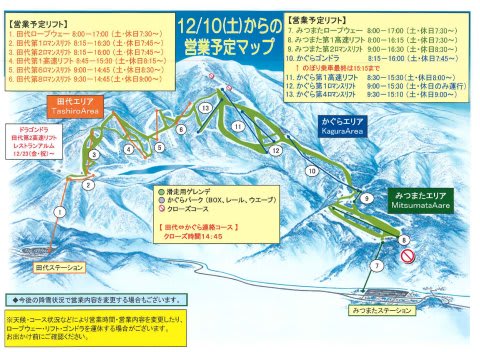 【営業予定リフト】
1. 田代ロープウェー 8:00－17:00 (土・休日7:30～)
2. 田代第1ロマンスリフト 8:15－16:30 (土・休日7:45～)
3. 田代第2ロマンスリフト 8:15－16:30 (土・休日7:45～)
4. 田代第1高速リフト 8:45－15:30 (土・休日8:15～)
5. 田代第6ロマンスリフト 9:00－14:45 (土・休日8:30～)
6. 田代第8ロマンスリフト 9:30－14:45 (土・休日9:00～)
12/10(土)からの
営業予定マップ
【営業予定リフト】
7. みつまたロープウェー 8:00－17:00 (土・休日7:30～)
8. みつまた第1高速リフト 8:00－16:15 (土・休日7:30～)
9. みつまた第2ロマンスリフト 8:00－16:30 (土・休日8:30～)
10. かぐらゴンドラ 8:15－16:00 (土・休日7:45～)
↑のぼり乗車最終は15:15まで
11. かぐら第1高速リフト 8:30－15:30 (土・休日8:00～)
12. かぐら第1ロマンスリフト 9:00－15:30 (土・休日のみ運行)
13. かぐら第4ロマンスリフト 9:30－15:10 (土・休日9:00～)
田代エリア
TashiroArea
かぐらエリア
KaguraArea
みつまたエリア
MitsumataAare
ドラゴンドラ
田代第2高速リフト
レストランアルム
12/23(金・祝)～
1
2
3
4
5
6
7
8
9
10
11
12
13
滑走用ゲレンデ
かぐらパーク (BOX、レール、ウエーブ)
クローズコース
【 田代⇔かぐら連絡コース 】
クローズ時間14:45
田代ステーション
みつまたステーション
◆今後の降雪状況で営業内容を変更する場合もございます。
※天候・コース状況などにより営業時間・営業内容を変更したり、
ロープウェー・リフト・ゴンドラを運休する場合がございます。
お出かけ前にご確認ください。